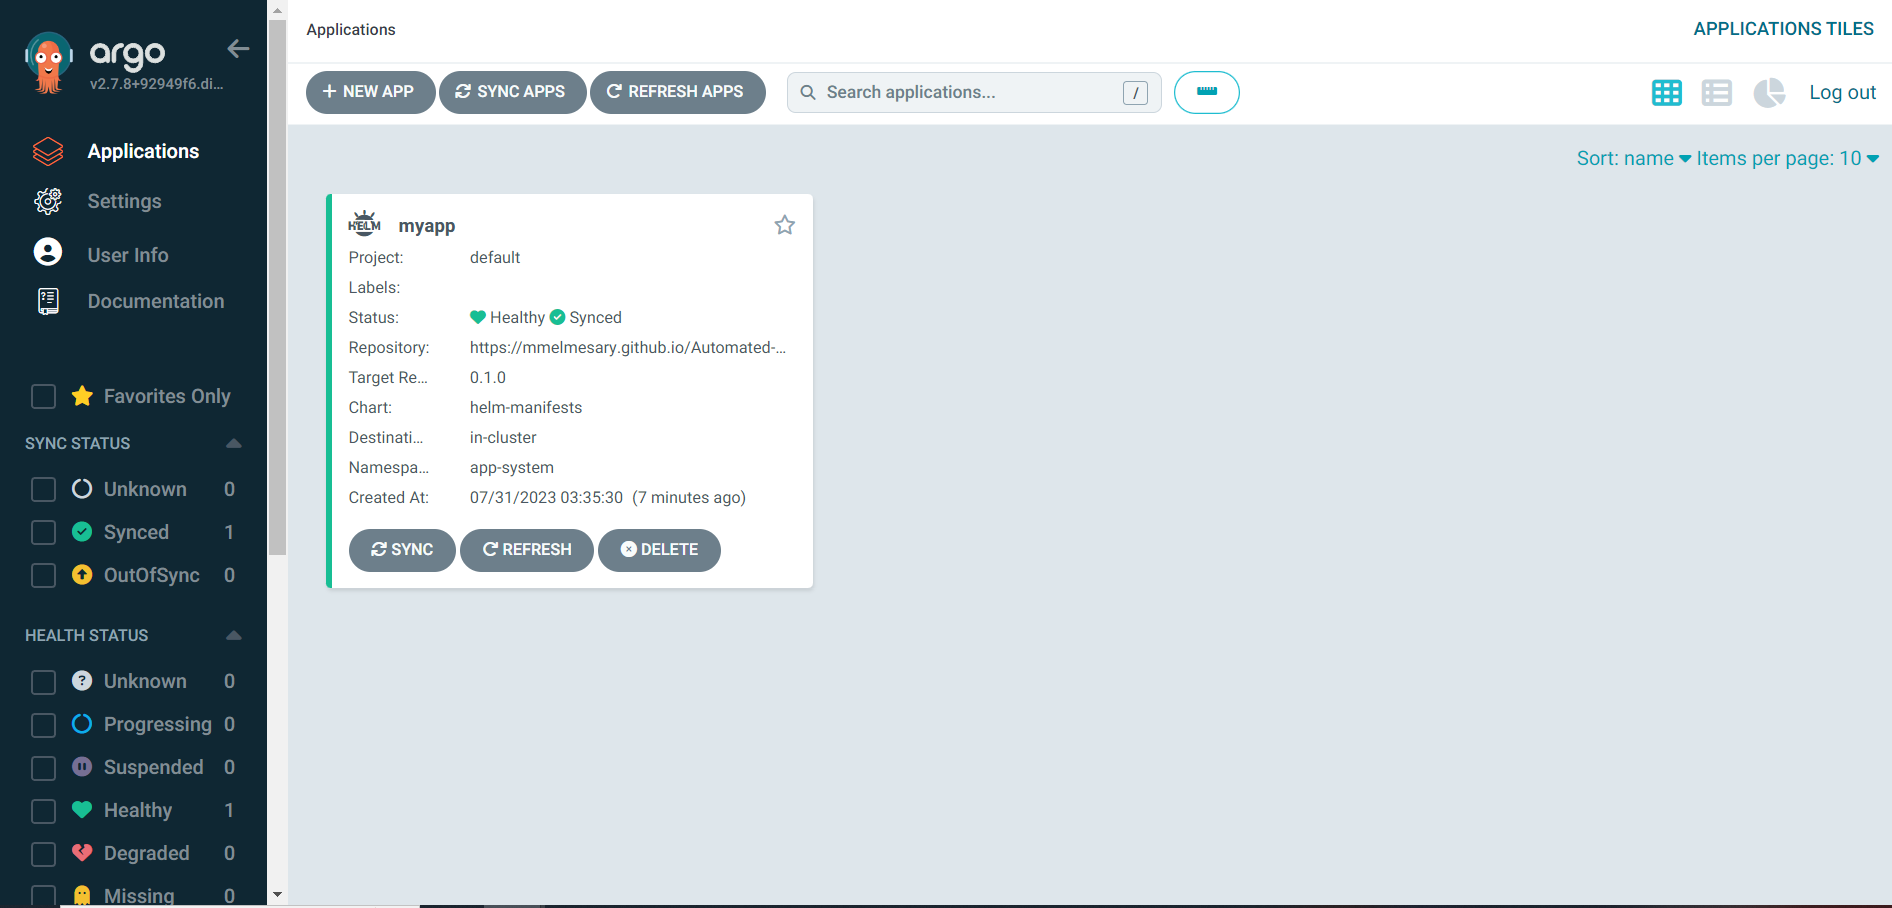 argo
v2.7.8+92949f6.di...
Applications
Settings
User Info
Documentation
Favorites Only
SYNC STATUS
Unknown 0
Synced 1
OutOfSync 0
HEALTH STATUS
Unknown 0
Progressing 0
Suspended 0
Healthy 1
Degraded 0
Missing 0
Applications
APPLICATIONS TILES
+ NEW APP
SYNC APPS
REFRESH APPS
Search applications... /
Log out
Sort: name Items per page: 10
HELM myapp
Project: default
Labels:
Status: Healthy Synced
Repository: https://mmelmesary.github.io/Automated-...
Target Re... 0.1.0
Chart: helm-manifests
Destinati... in-cluster
Namespa... app-system
Created At: 07/31/2023 03:35:30 (7 minutes ago)
SYNC REFRESH DELETE